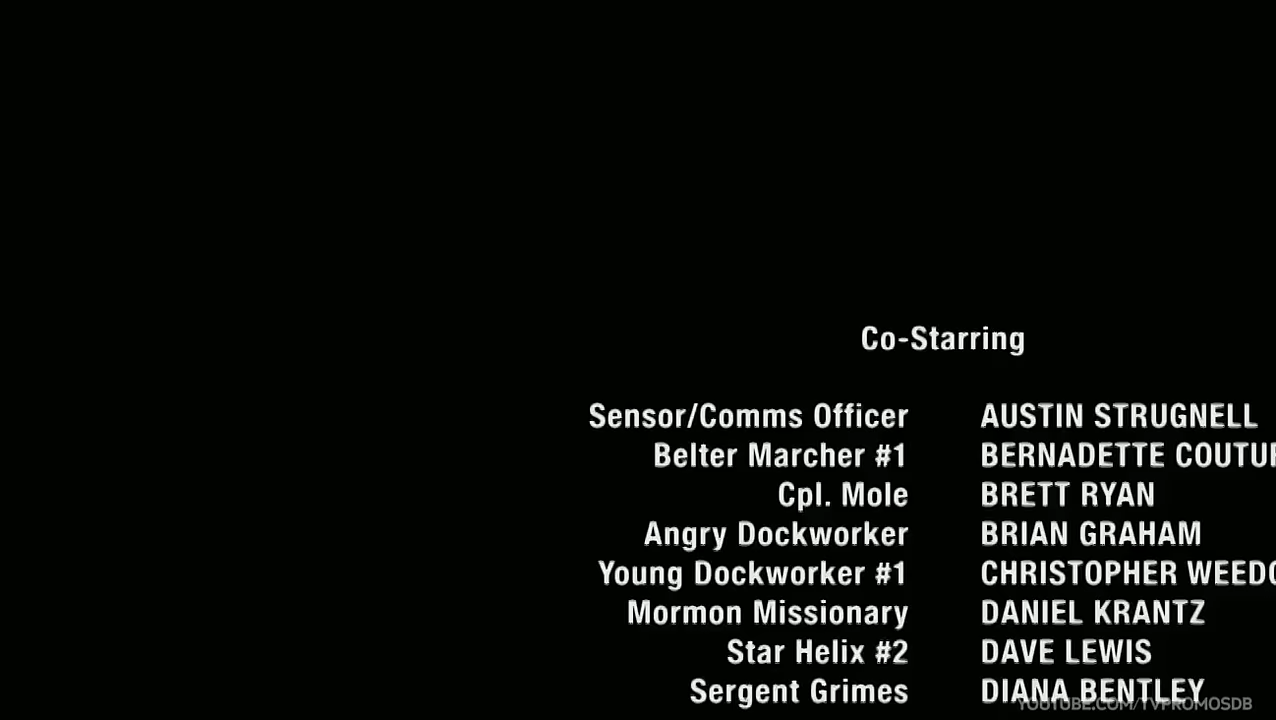 Co-Starring
Sensor/Comms Officer AUSTIN STRUGNELL
Belter Marcher #1 BERNADETTE
Cpl. Mole BRETT RYAN
Angry Dockworker BRIAN GRAHAM
Young Dockworker #1 CHRISTOPHER
Mormon Missionary DANIEL KRANTZ
Star Helix #2 DAVE LEWIS
Sergent Grimes DIANA BENTLEY
YOUTUBE.COM/TVPROMOSDB